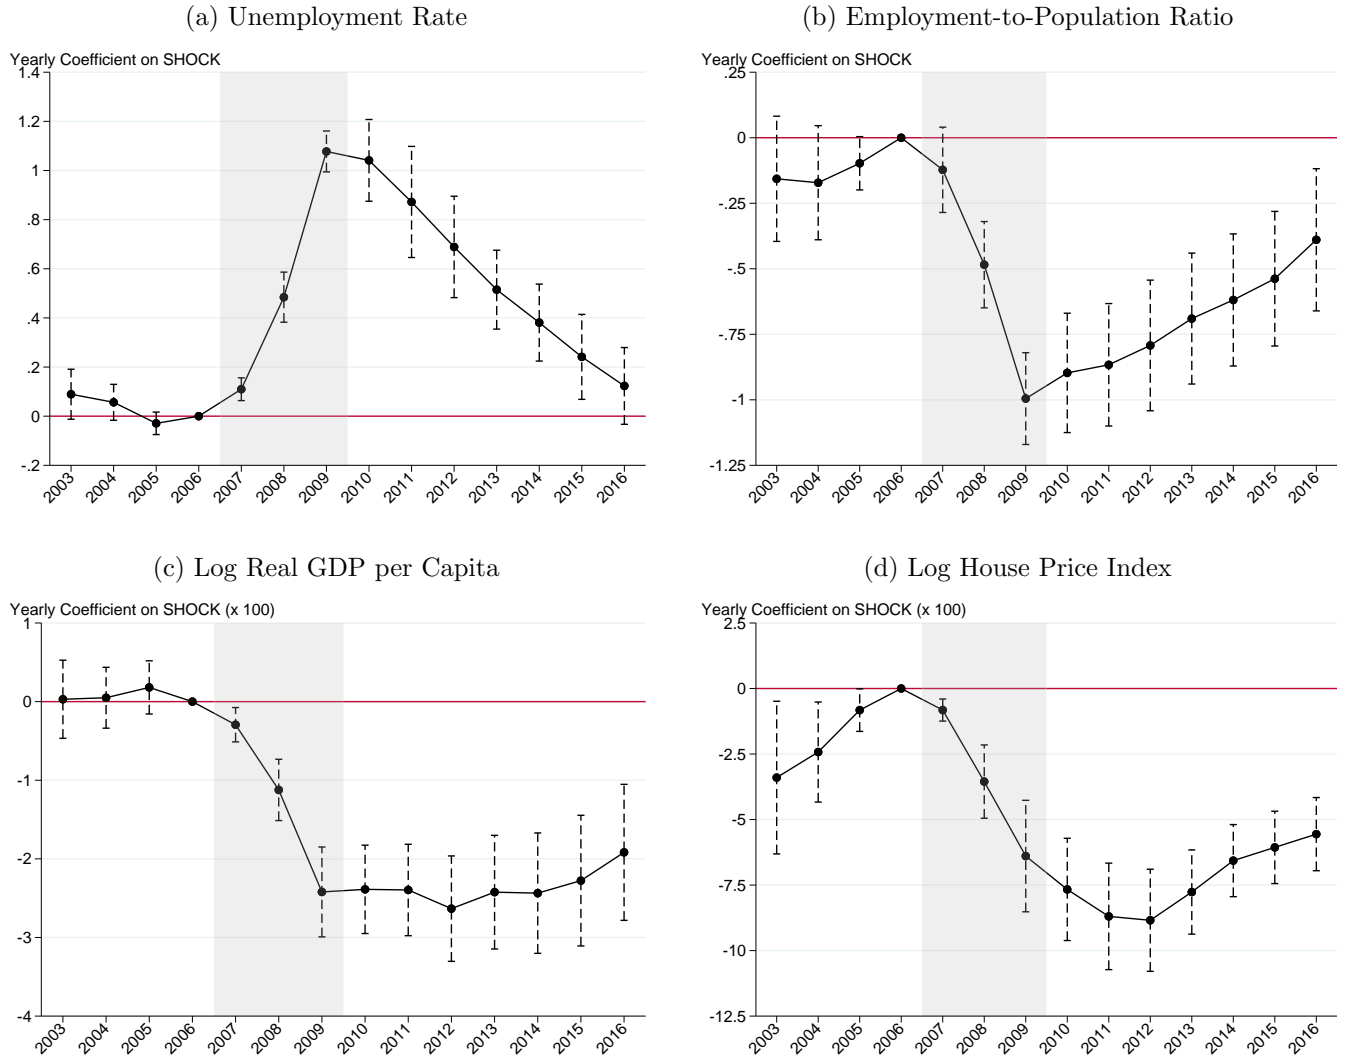 (a) Unemployment Rate
Yearly Coefficient on SHOCK
1.4
1.2
1
.8
.6
.4
.2
0
-.2
2003 2004 2005 2006 2007 2008 2009 2010 2011 2012 2013 2014 2015 2016
(b) Employment-to-Population Ratio
Yearly Coefficient on SHOCK
.25
0
-.25
-.5
-.75
-1
-1.25
2003 2004 2005 2006 2007 2008 2009 2010 2011 2012 2013 2014 2015 2016
(c) Log Real GDP per Capita
Yearly Coefficient on SHOCK (x 100)
1
0
-1
-2
-3
-4
2003 2004 2005 2006 2007 2008 2009 2010 2011 2012 2013 2014 2015 2016
(d) Log House Price Index
Yearly Coefficient on SHOCK (x 100)
2.5
0
-2.5
-5
-7.5
-10
-12.5
2003 2004 2005 2006 2007 2008 2009 2010 2011 2012 2013 2014 2015 2016